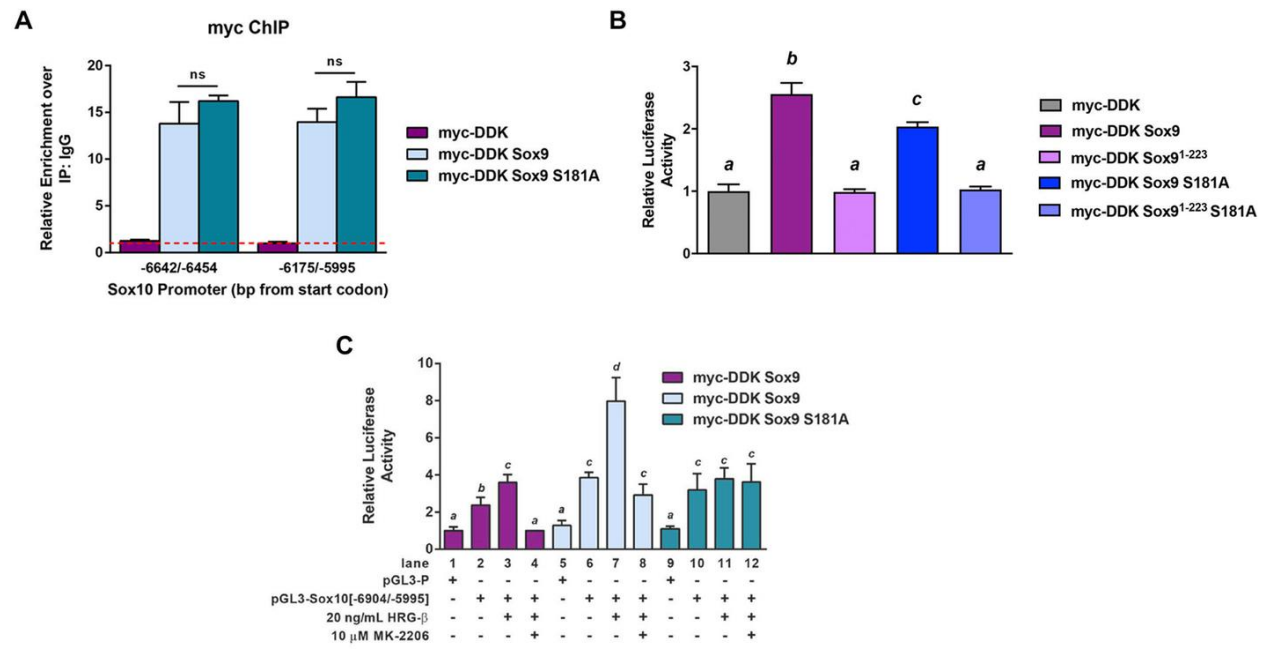 A
myc ChIP
Relative Enrichment over
IP: IgG
20
15
10
5
0
ns
ns
-6642/-6454
-6175/-5995
Sox10 Promoter (bp from start codon)
myc-DDK
myc-DDK Sox9
myc-DDK Sox9 S181A
B
Relative Luciferase
Activity
3
2
1
0
a
b
a
c
a
myc-DDK
myc-DDK Sox9
myc-DDK Sox9¹⁻²²³
myc-DDK Sox9 S181A
myc-DDK Sox9¹⁻²²³ S181A
C
Relative Luciferase
Activity
10
8
6
4
2
0
a
b
c
a
a
c
d
c
a
c
c
c
myc-DDK Sox9
myc-DDK Sox9
myc-DDK Sox9 S181A
lane 1 2 3 4 5 6 7 8 9 10 11 12
pGL3-P + - - - + - - - + - - -
pGL3-Sox10[-6904/-5995] - + + + - + + + - + + +
20 ng/mL HRG-β - - + + - - + + - - + +
10 μM MK-2206 - - - + - - - + - - - +